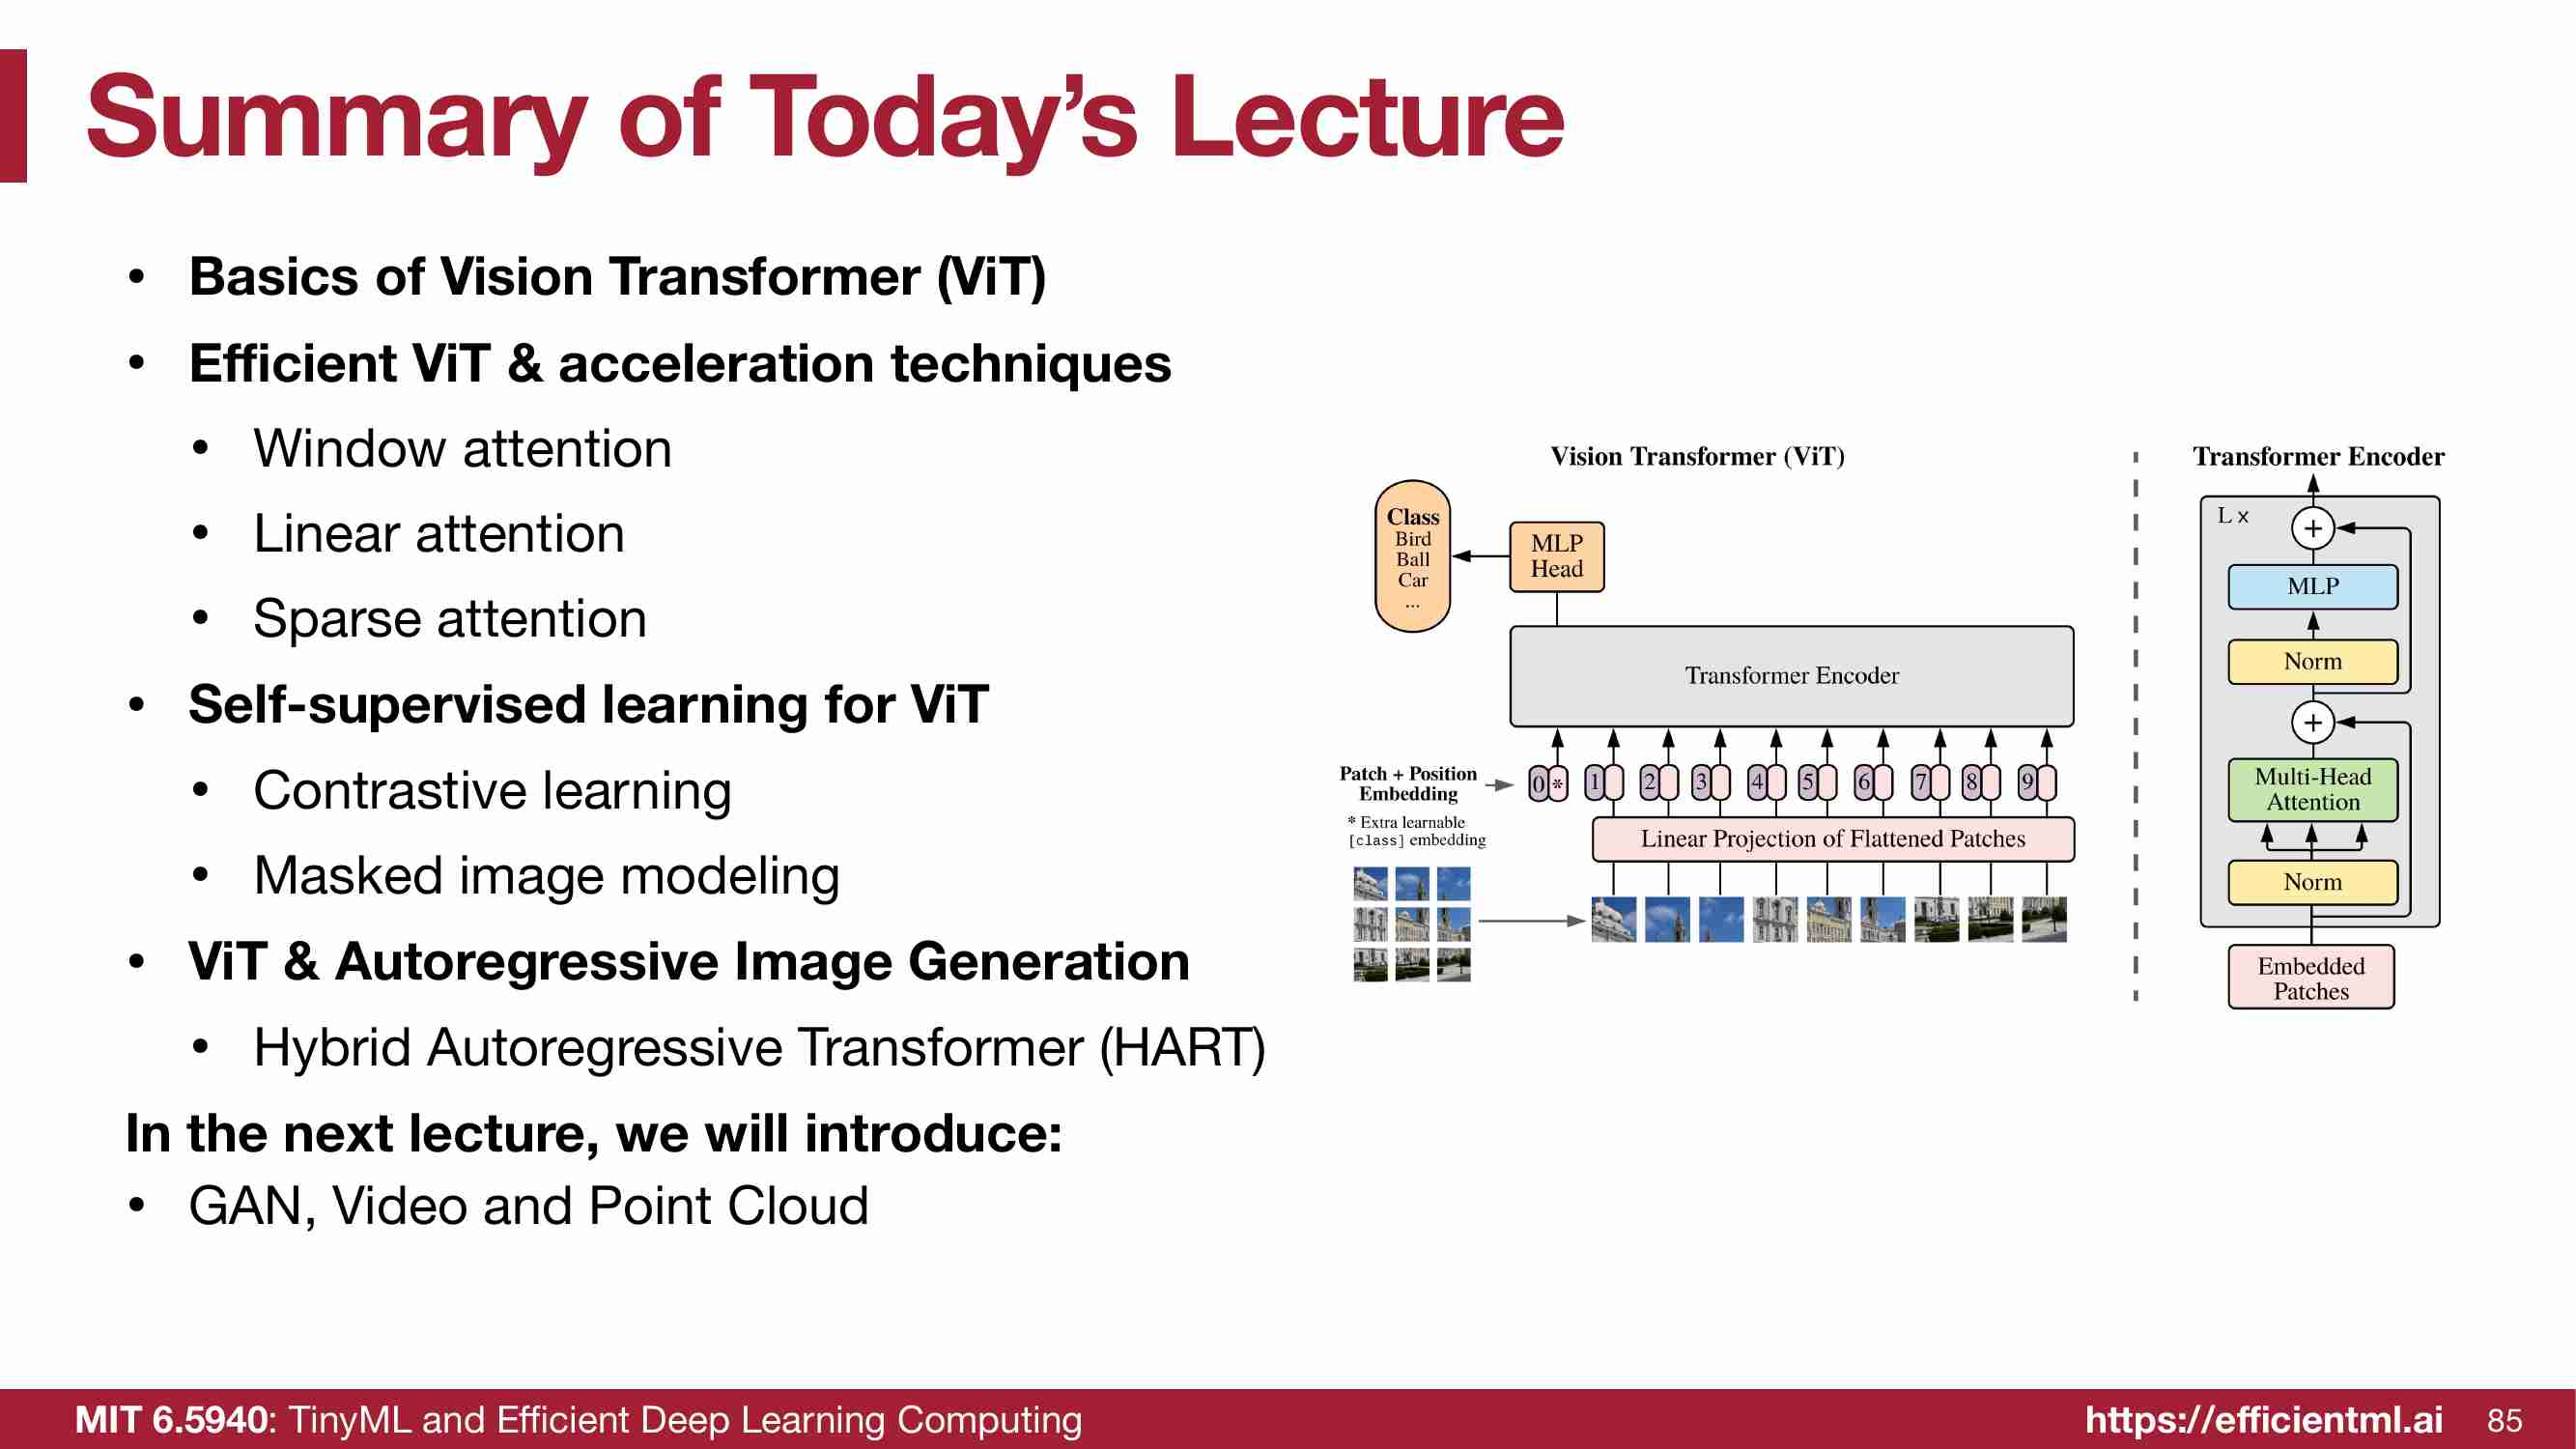 Summary of Today’s Lecture
• Basics of Vision Transformer (ViT)
• Efficient ViT & acceleration techniques
• Window attention
• Linear attention
• Sparse attention
• Self-supervised learning for ViT
• Contrastive learning
• Masked image modeling
• ViT & Autoregressive Image Generation
• Hybrid Autoregressive Transformer (HART)
In the next lecture, we will introduce:
• GAN, Video and Point Cloud
Vision Transformer (ViT)
Class
Bird
Ball
Car
...
MLP
Head
Transformer Encoder
Patch + Position
Embedding
* Extra learnable
[class] embedding
0 * 1 2 3 4 5 6 7 8 9
Linear Projection of Flattened Patches
Transformer Encoder
L x
+
MLP
Norm
+
Multi-Head
Attention
Norm
Embedded
Patches
MIT 6.5940: TinyML and Efficient Deep Learning Computing
https://efficientml.ai 85